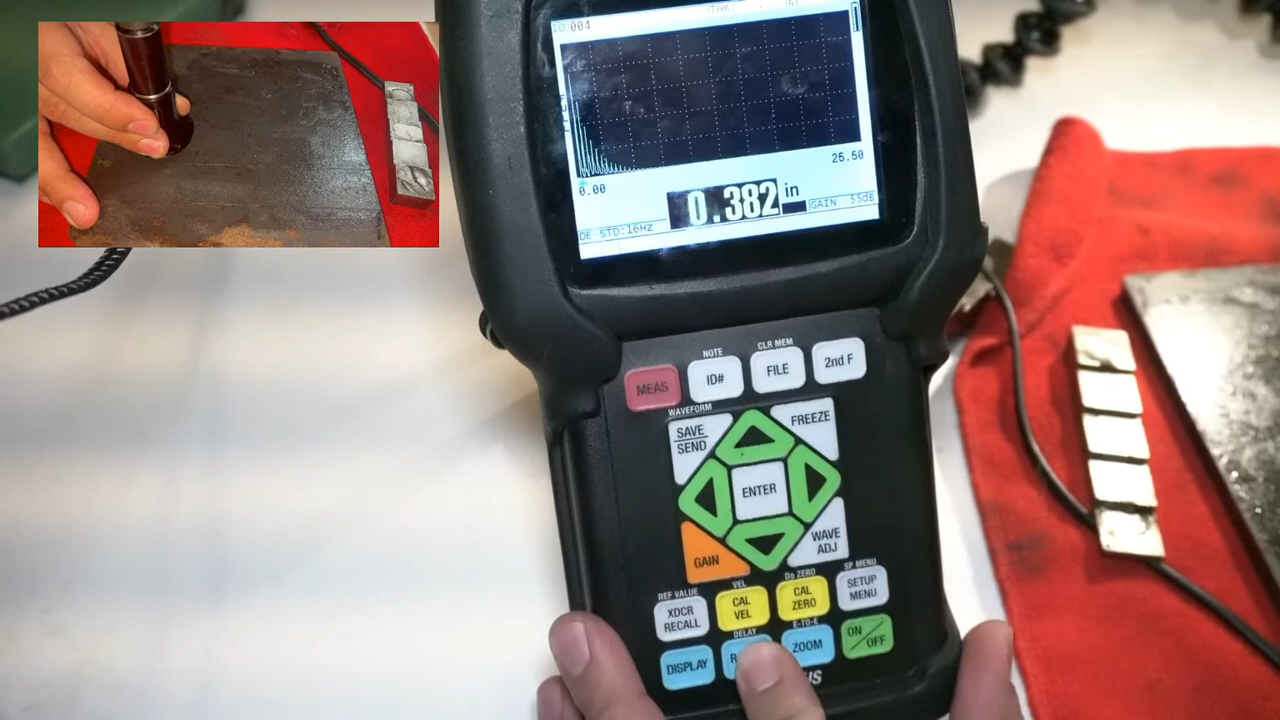 004
25.50
0.00
0.382 in
GAIN 55dB
DE STD:16Hz
NOTE
CLR MEM
MEAS
ID#
FILE
2nd F
WAVEFORM
SAVE
SEND
FREEZE
ENTER
GAIN
WAVE
ADJ
REF VALUE
VEL
Do ZERO
SP MENU
XDCR
RECALL
CAL
VEL
CAL
ZERO
SETUP
MENU
DELAY
E-TO-E
DISPLAY
ZOOM
ON/OFF